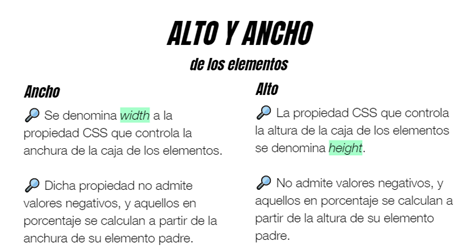 ALTO Y ANCHO
de los elementos
Ancho
Se denomina width a la
propiedad CSS que controla la
anchura de la caja de los elementos.
Dicha propiedad no admite
valores negativos, y aquellos en
porcentaje se calculan a partir de la
anchura de su elemento padre.
Alto
La propiedad CSS que controla
la altura de la caja de los elementos
se denomina height.
No admite valores negativos, y
aquellos en porcentaje se calculan a
partir de la altura de su elemento
padre.